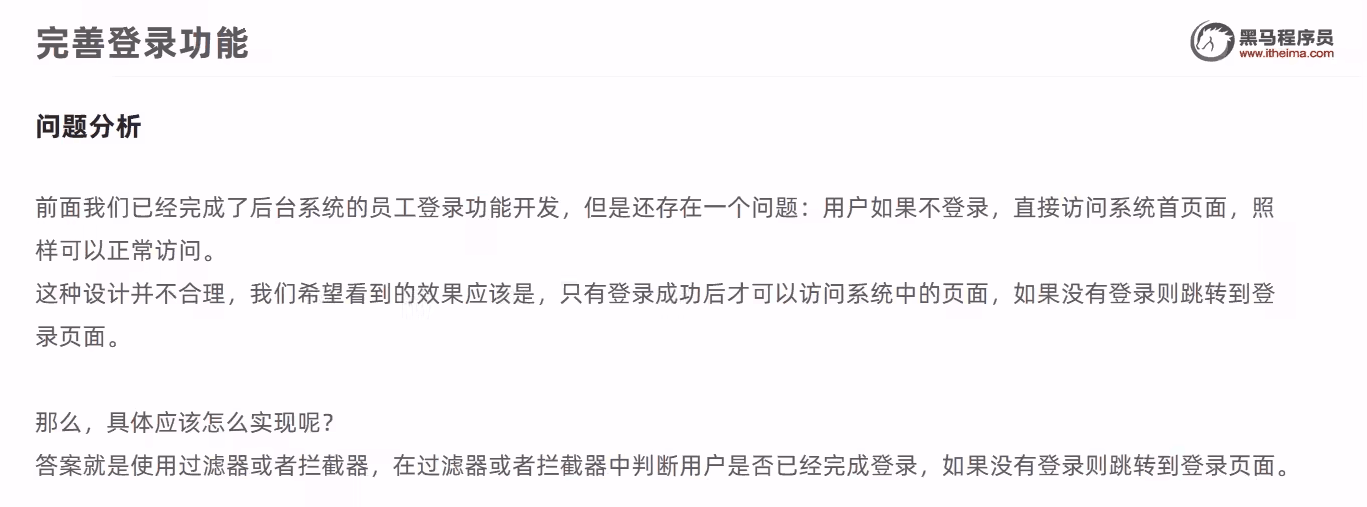 完善登录功能
黑马程序员
www.itheima.com
问题分析
前面我们已经完成了后台系统的员工登录功能开发，但是还存在一个问题：用户如果不登录，直接访问系统首页面，照
样可以正常访问。
这种设计并不合理，我们希望看到的效果应该是，只有登录成功后才可以访问系统中的页面，如果没有登录则跳转到登
录页面。
那么，具体应该怎么实现呢？
答案就是使用过滤器或者拦截器，在过滤器或者拦截器中判断用户是否已经完成登录，如果没有登录则跳转到登录页面。